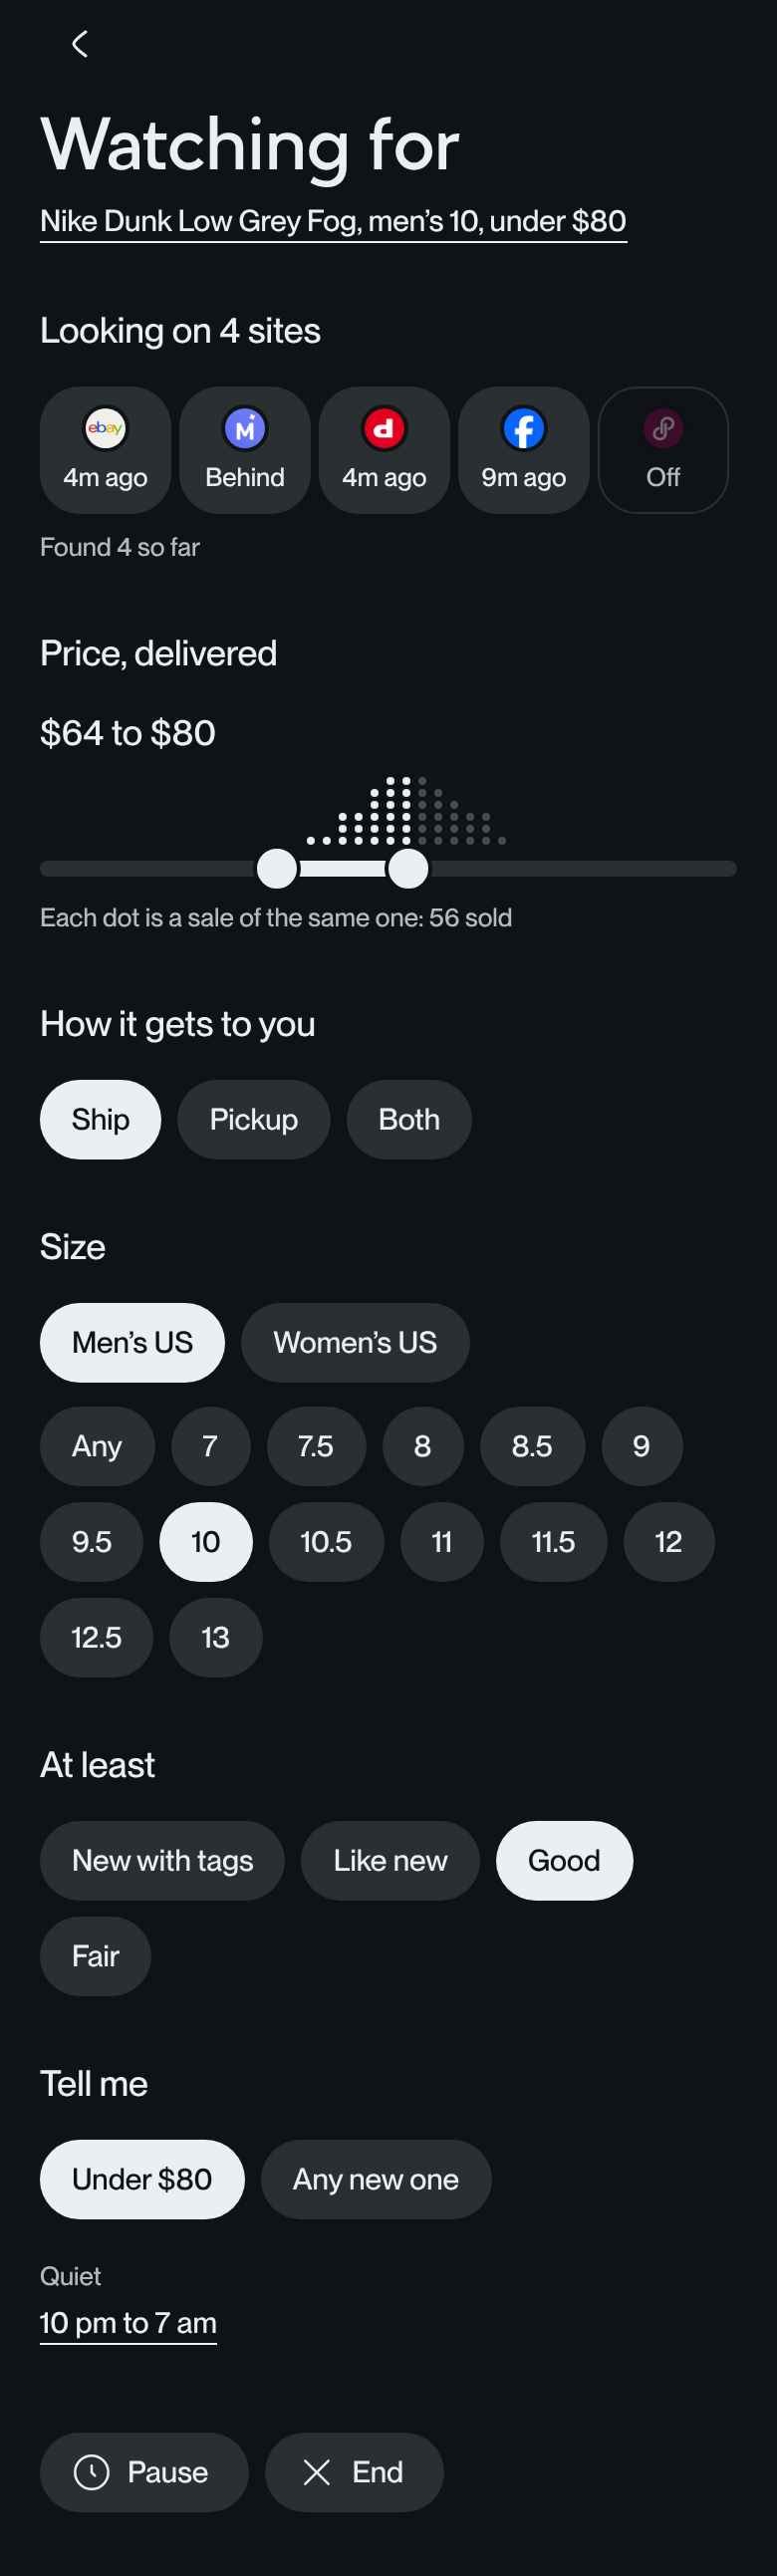 Watching for
Nike Dunk Low Grey Fog, men’s 10, under $80
Looking on 4 sites
ebay M d f
4m ago Behind 4m ago 9m ago Off
Found 4 so far
Price, delivered
$64 to $80
Each dot is a sale of the same one: 56 sold
How it gets to you
Ship Pickup Both
Size
Men’s US Women’s US
Any 7 7.5 8 8.5 9
9.5 10 10.5 11 11.5 12
12.5 13
At least
New with tags Like new Good
Fair
Tell me
Under $80 Any new one
Quiet
10 pm to 7 am
Pause End